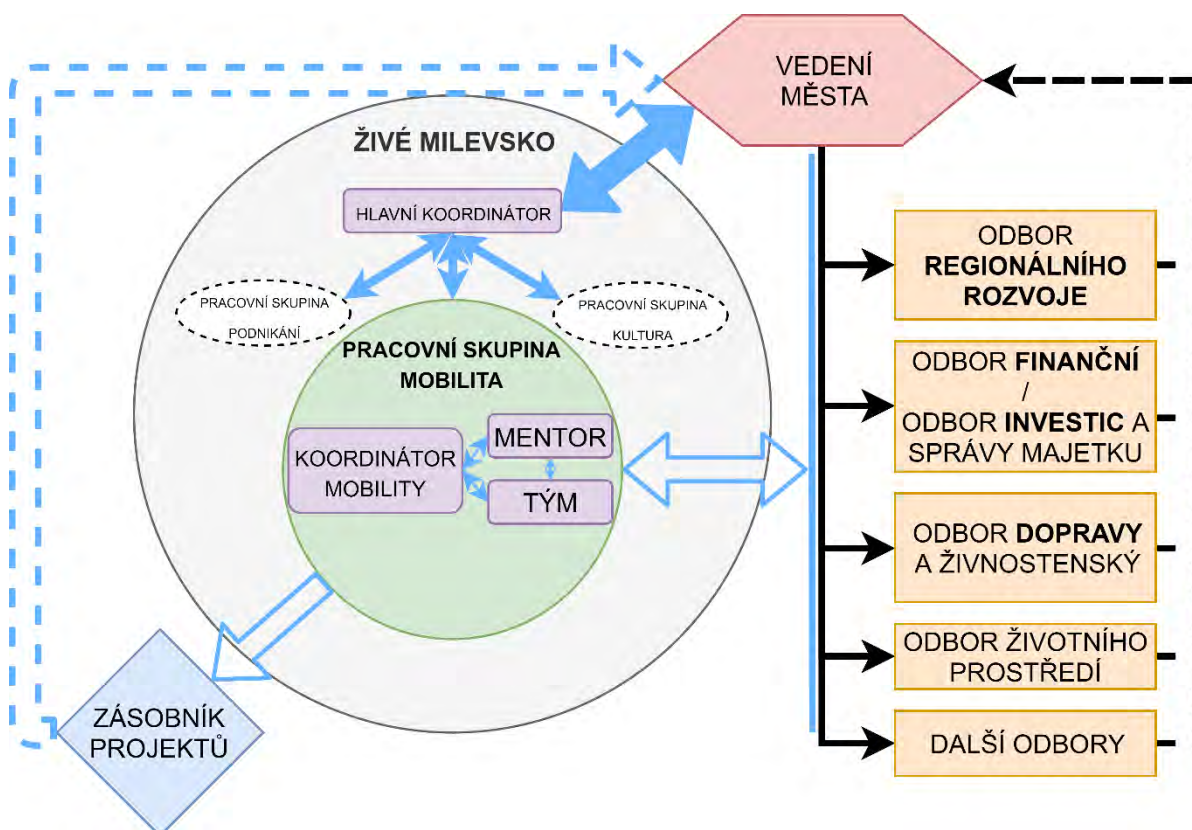 VEDENÍ
MĚSTA
ŽIVÉ MILEVSKO
HLAVNÍ KOORDINÁTOR
PRACOVNÍ SKUPINA
PODNIKÁNÍ
PRACOVNÍ SKUPINA
KULTURA
PRACOVNÍ SKUPINA
MOBILITA
KOORDINÁTOR
MOBILITY
MENTOR
TÝM
ZÁSOBNÍK
PROJEKTŮ
ODBOR
REGIONÁLNÍHO
ROZVOJE
ODBOR FINANČNÍ
/
ODBOR INVESTIC A
SPRÁVY MAJETKU
ODBOR DOPRAVY
A ŽIVNOSTENSKÝ
ODBOR ŽIVOTNÍHO
PROSTŘEDÍ
DALŠÍ ODBORY